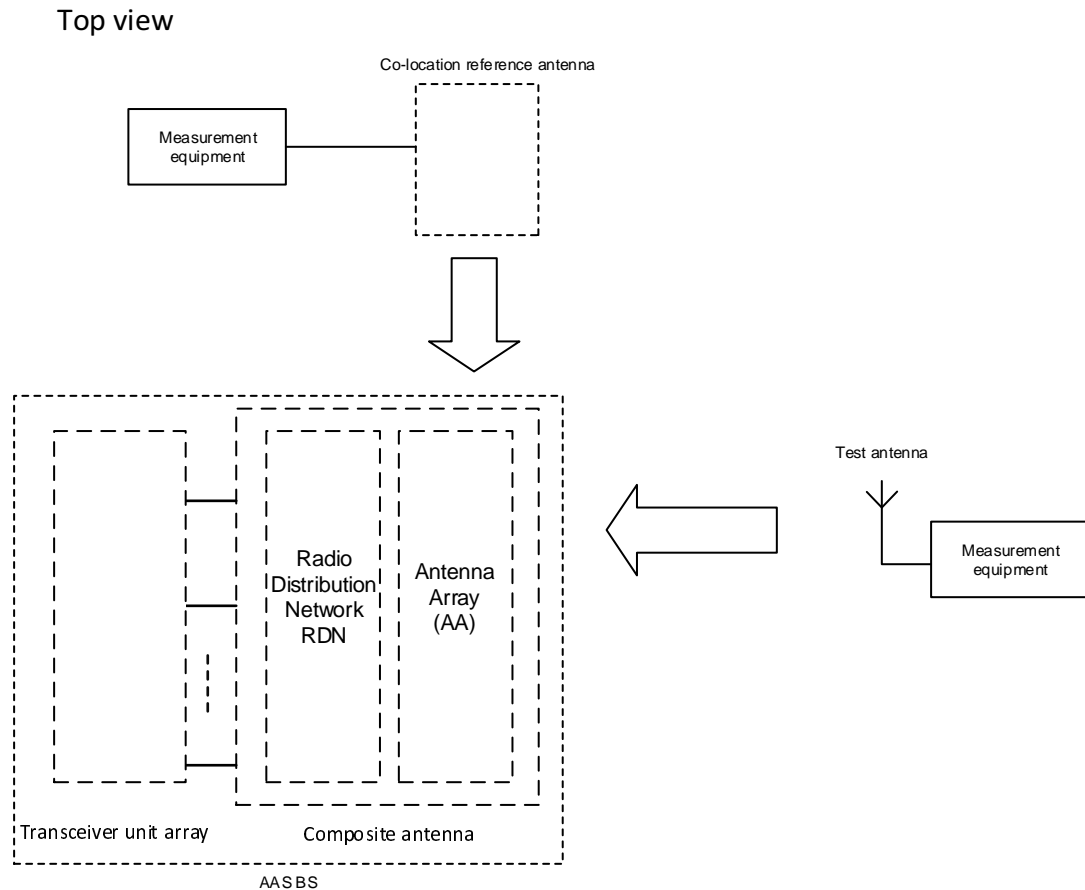 Top view
Co-location reference antenna
Measurement
equipment
Test antenna
Measurement
equipment
Radio
Distribution
Network
RDN
Antenna
Array
(AA)
Transceiver unit array
Composite antenna
AAS BS